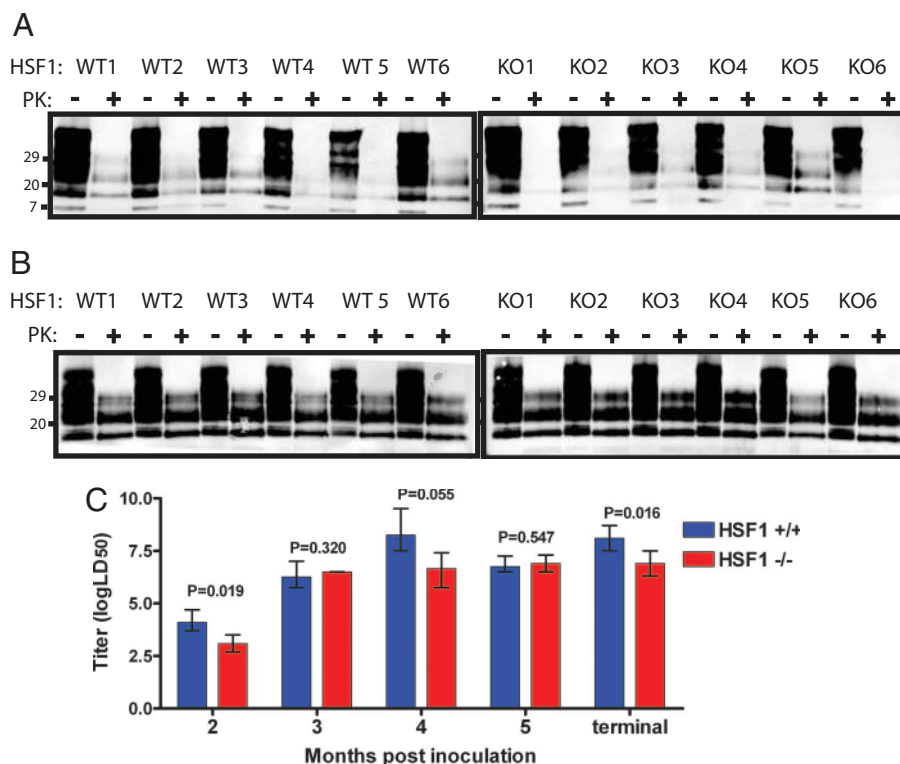 A
HSF1: WT1 WT2 WT3 WT4 WT 5 WT6 KO1 KO2 KO3 KO4 KO5 KO6
PK: - + - + - + - + - + - + - + - + - + - + - + - +
29
20
7
B
HSF1: WT1 WT2 WT3 WT4 WT 5 WT6 KO1 KO2 KO3 KO4 KO5 KO6
PK: - + - + - + - + - + - + - + - + - + - + - + - +
29
20
C
Titer (logLD50)
10.0
7.5
5.0
2.5
0.0
P=0.019
P=0.320
P=0.055
P=0.547
P=0.016
HSF1 +/+
HSF1 -/-
2 3 4 5 terminal
Months post inoculation